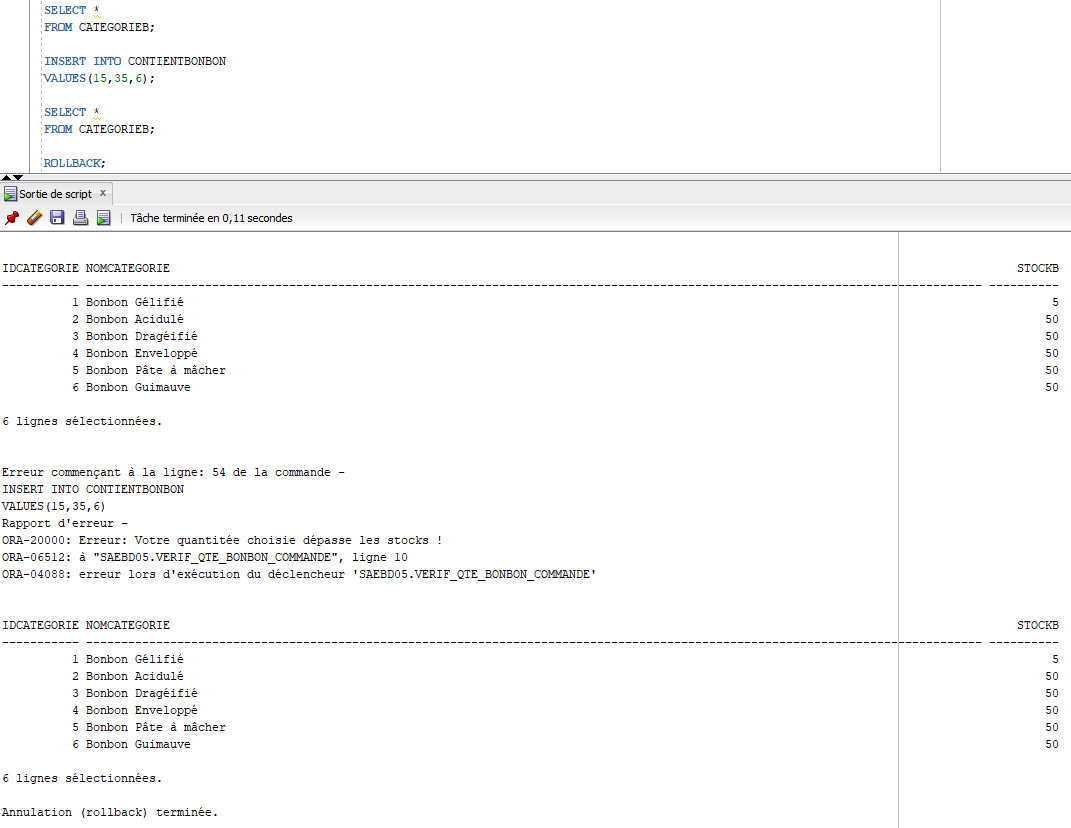 SELECT *
FROM CATEGORIEB;
INSERT INTO CONTIENTBONBON
VALUES(15,35,6);
SELECT *
FROM CATEGORIEB;
ROLLBACK;
Sortie de script x
Tâche terminée en 0,11 secondes
IDCATEGORIE NOMCATEGORIE STOCKB
1 Bonbon Gélifié 5
2 Bonbon Acidulé 50
3 Bonbon Dragéifié 50
4 Bonbon Enveloppé 50
5 Bonbon Pâte à mâcher 50
6 Bonbon Guimauve 50
6 lignes sélectionnées.
Erreur commençant à la ligne: 54 de la commande -
INSERT INTO CONTIENTBONBON
VALUES(15,35,6)
Rapport d'erreur -
ORA-20000: Erreur: Votre quantitée choisie dépasse les stocks !
ORA-06512: à "SAEBD05.VERIF_QTE_BONBON_COMMANDE", ligne 10
ORA-04088: erreur lors d'exécution du déclencheur 'SAEBD05.VERIF_QTE_BONBON_COMMANDE'
IDCATEGORIE NOMCATEGORIE STOCKB
1 Bonbon Gélifié 5
2 Bonbon Acidulé 50
3 Bonbon Dragéifié 50
4 Bonbon Enveloppé 50
5 Bonbon Pâte à mâcher 50
6 Bonbon Guimauve 50
6 lignes sélectionnées.
Annulation (rollback) terminée.